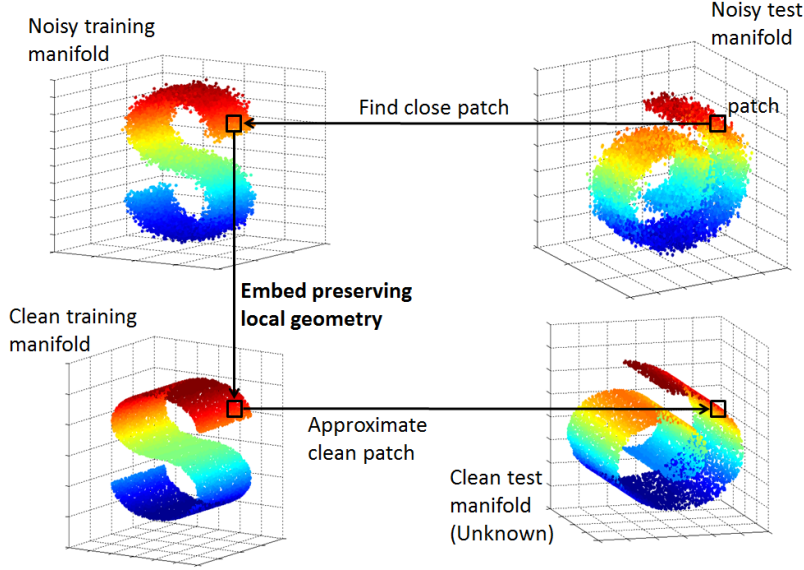 Noisy training
manifold
Noisy test
manifold
Find close patch
patch
Embed preserving
local geometry
Clean training
manifold
Approximate
clean patch
Clean test
manifold
(Unknown)